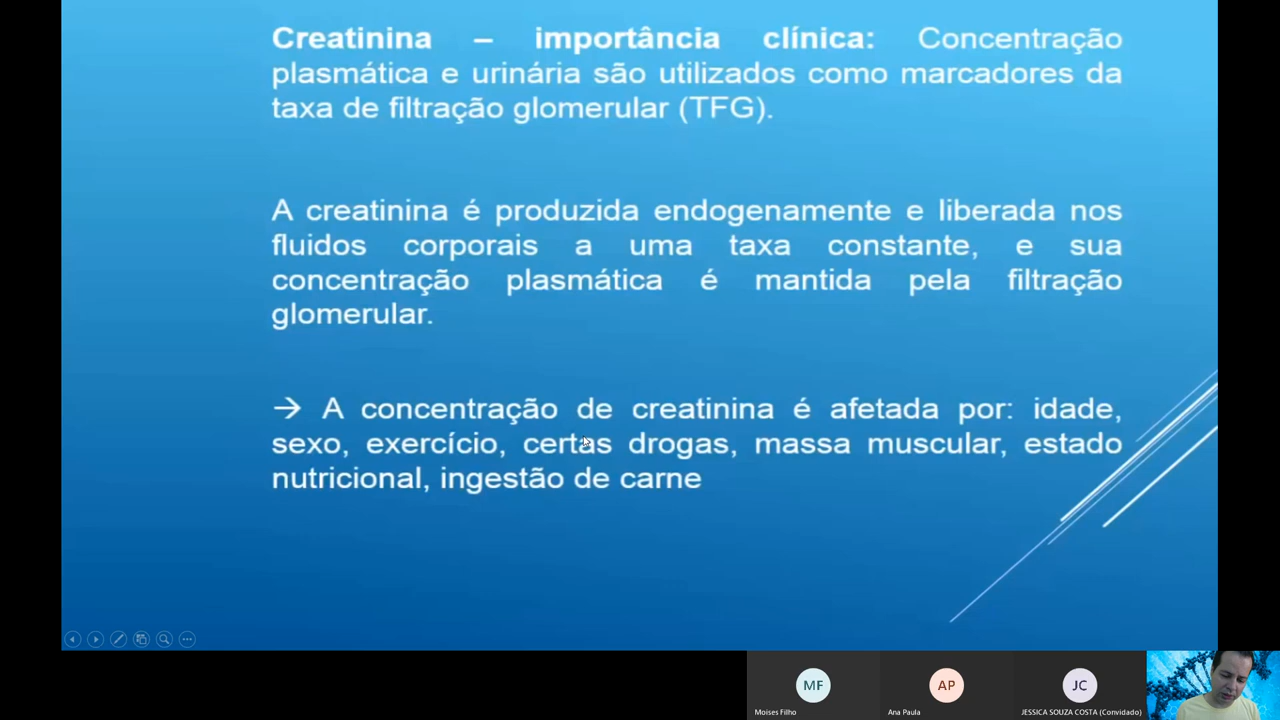 Creatinina – importância clínica: Concentração
plasmática e urinária são utilizados como marcadores da
taxa de filtração glomerular (TFG).
A creatinina é produzida endogenamente e liberada nos
fluidos corporais a uma taxa constante, e sua
concentração plasmática é mantida pela filtração
glomerular.
→ A concentração de creatinina é afetada por: idade,
sexo, exercício, certas drogas, massa muscular, estado
nutricional, ingestão de carne
MF
AP
JC
Moises Filho
Ana Paula
JESSICA SOUZA COSTA (Convidado)